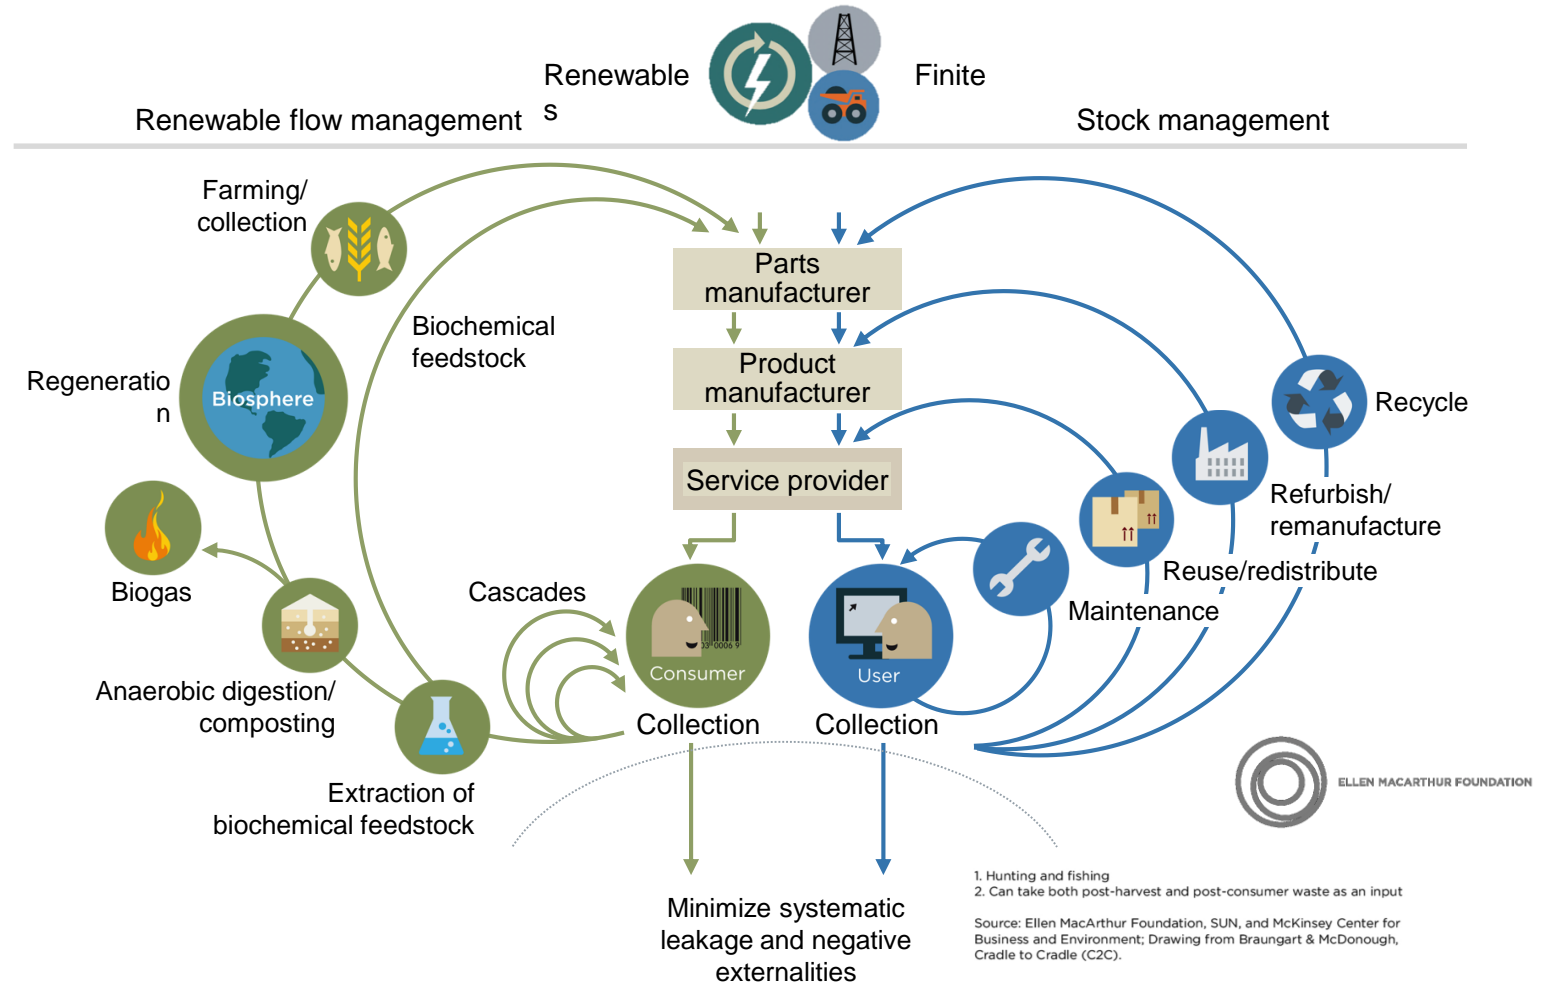 Renewable
s
Finite
Renewable flow management
Stock management
Farming/
collection
Parts
manufacturer
Biochemical
feedstock
Product
manufacturer
Regeneratio
n
Biosphere
Recycle
Service provider
Refurbish/
remanufacture
Biogas
Cascades
Reuse/redistribute
Maintenance
03 0006 9
Consumer
User
Anaerobic digestion/
composting
Collection
Collection
Extraction of
biochemical feedstock
ELLEN MACARTHUR FOUNDATION
Minimize systematic
leakage and negative
externalities
1. Hunting and fishing
2. Can take both post-harvest and post-consumer waste as an input
Source: Ellen MacArthur Foundation, SUN, and McKinsey Center for
Business and Environment; Drawing from Braungart & McDonough,
Cradle to Cradle (C2C).